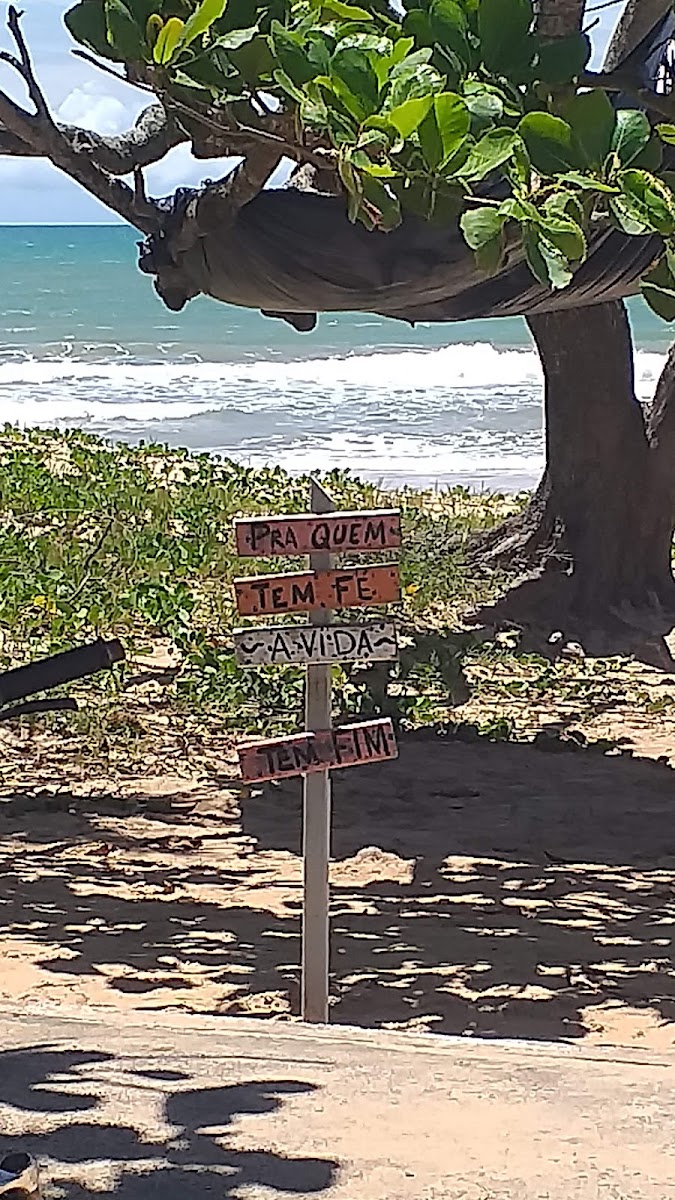 PRA QUEM
TEM FÉ
~A VIDA~
TEM FIM